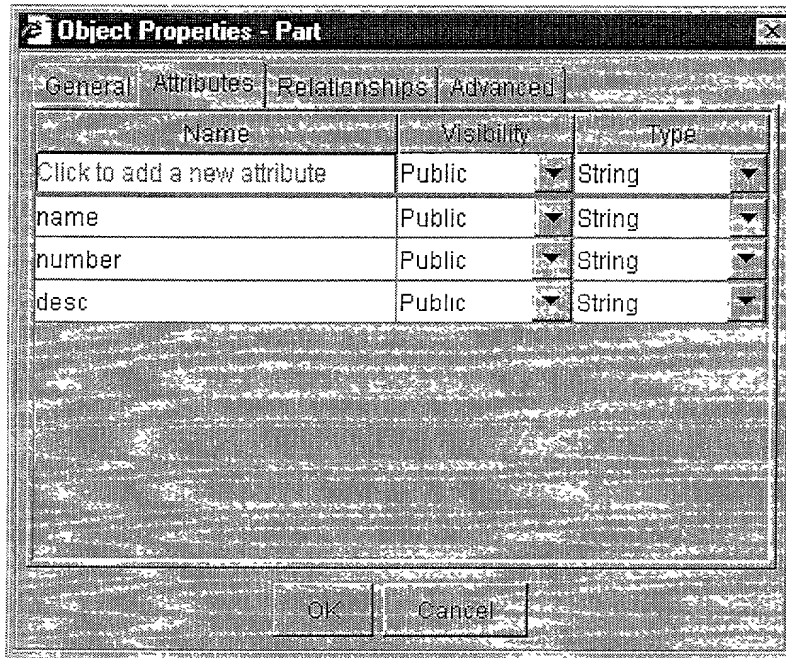 Object Properties - Part
General Attributes Relationships Advanced
Name Visibility Type
Click to add a new attribute Public String
name Public String
number Public String
desc Public String
OK Cancel